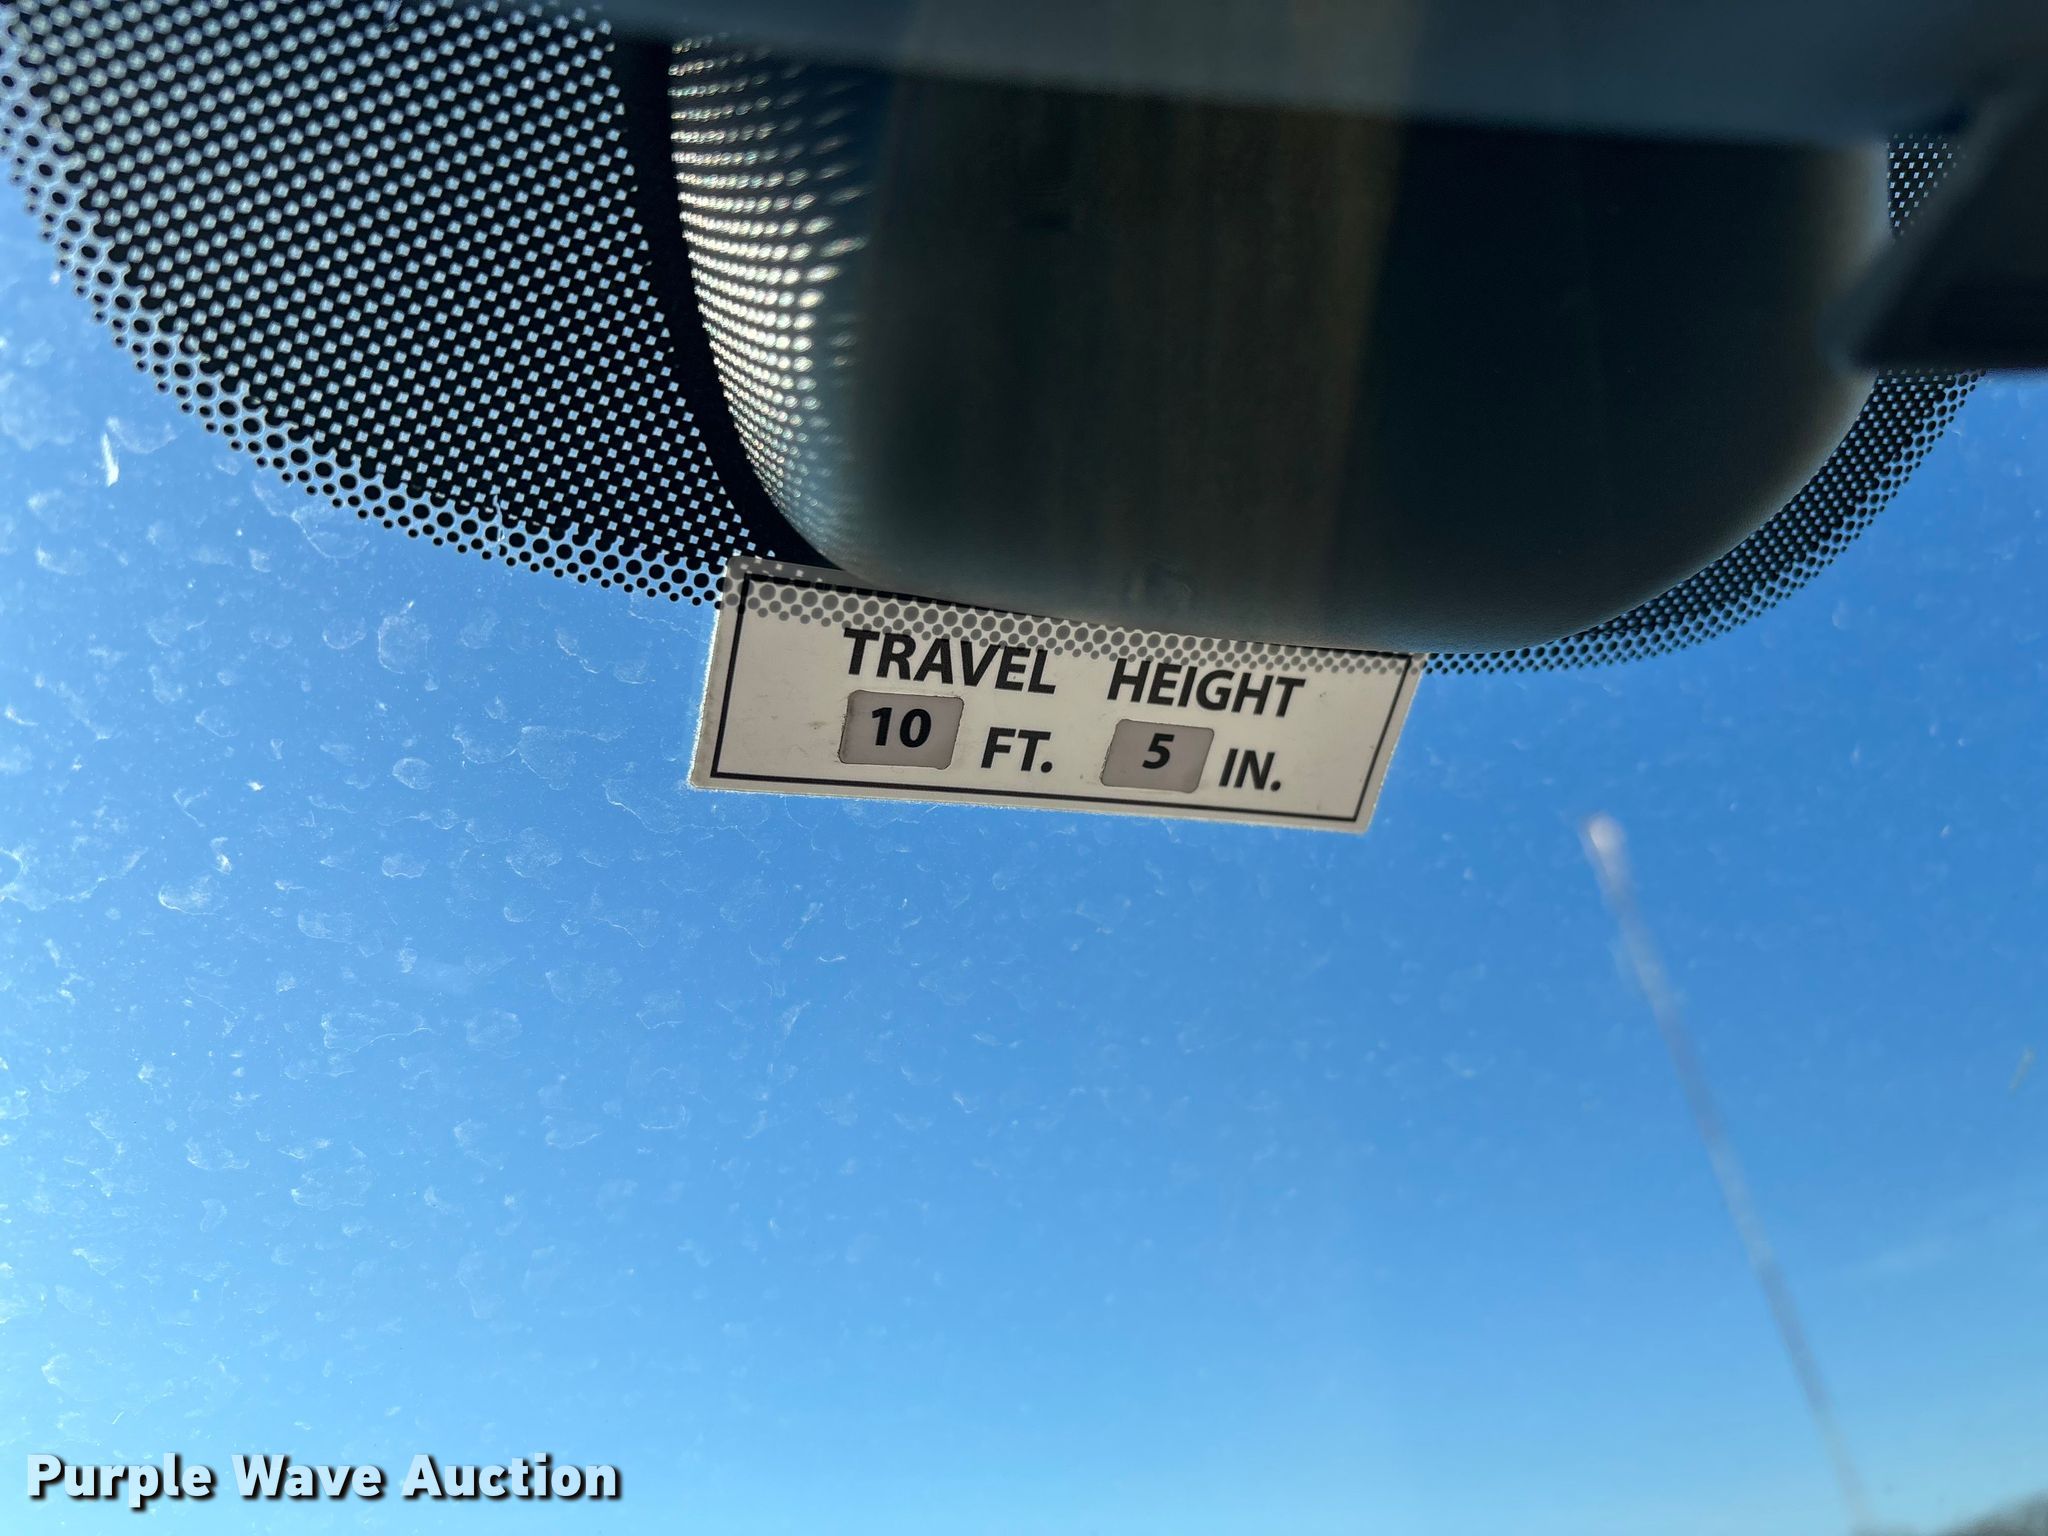 TRAVEL HEIGHT
10 FT. 5 IN.
Purple Wave Auction